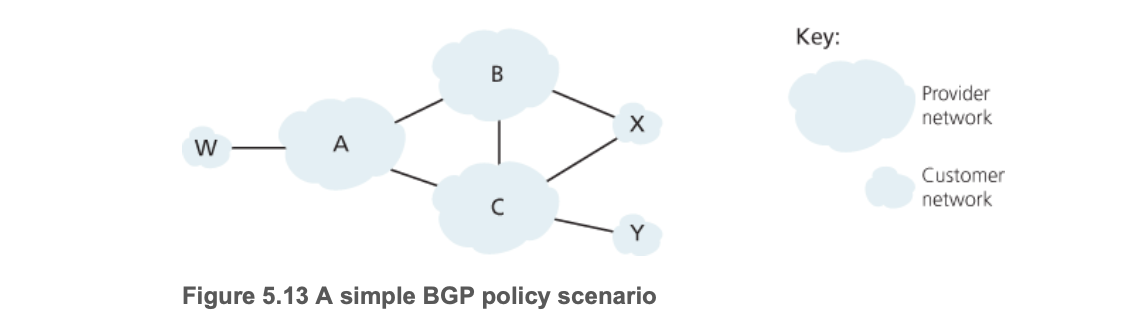 Key:
B
Provider
network
X
W
A
Customer
network
C
Y
Figure 5.13 A simple BGP policy scenario